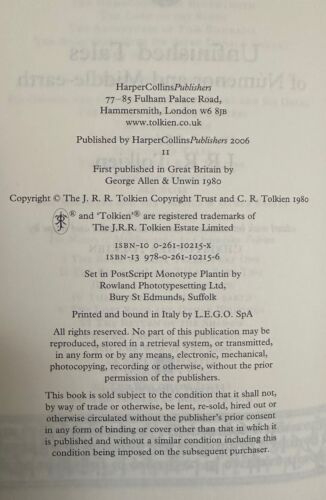 Unfinished Tales
of Númenor and Middle-earth
HarperCollinsPublishers
77–85 Fulham Palace Road,
Hammersmith, London W6 8JB
www.tolkien.co.uk
Published by HarperCollinsPublishers 2006
11
First published in Great Britain by
George Allen & Unwin 1980
Copyright © The J. R. R. Tolkien Copyright Trust and C. R. Tolkien 1980
® and ‘Tolkien’® are registered trademarks of
The J.R.R. Tolkien Estate Limited
ISBN-10 0-261-10215-X
ISBN-13 978-0-261-10215-6
Set in PostScript Monotype Plantin by
Rowland Phototypesetting Ltd,
Bury St Edmunds, Suffolk
Printed and bound in Italy by L.E.G.O. SpA
All rights reserved. No part of this publication may be
reproduced, stored in a retrieval system, or transmitted,
in any form or by any means, electronic, mechanical,
photocopying, recording or otherwise, without the prior
permission of the publishers.
This book is sold subject to the condition that it shall not,
by way of trade or otherwise, be lent, re-sold, hired out or
otherwise circulated without the publisher's prior consent
in any form of binding or cover other than that in which it
is published and without a similar condition including this
condition being imposed on the subsequent purchaser.